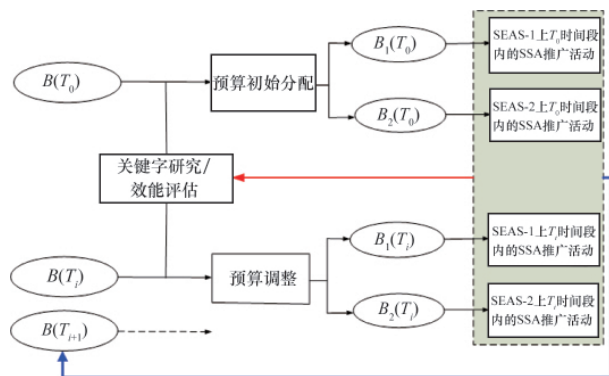 B₁(T₀)
SEAS-1上T₀时间段
内的SSA推广活动
B(T₀)
预算初始分配
B₂(T₀)
SEAS-2上T₀时间段
内的SSA推广活动
关键字研究/
效能评估
B₁(Tᵢ)
SEAS-1上Tᵢ时间段
内的SSA推广活动
B(Tᵢ)
预算调整
B₂(Tᵢ)
SEAS-2上Tᵢ时间段
内的SSA推广活动
B(Tᵢ₊₁)